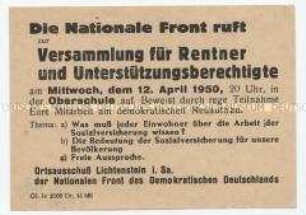 Die Nationale Front ruft
zur
Versammlung für Rentner
und Unterstützungsberechtigte
am Mittwoch, dem 12. April 1950, 20 Uhr, in
der Oberschule auf. Beweist durch rege Teilnahme
Eure Mitarbeit am demokratischen Neuaufbau.
Thema: a) Was muß jeder Einwohner über die Arbeit der
Sozialversicherung wissen?
b) Die Bedeutung der Sozialversicherung für unsere
Bevölkerung
c) Freie Aussprache.
Ortsausschuß Lichtenstein i. Sa.
der Nationalen Front des Demokratischen Deutschlands